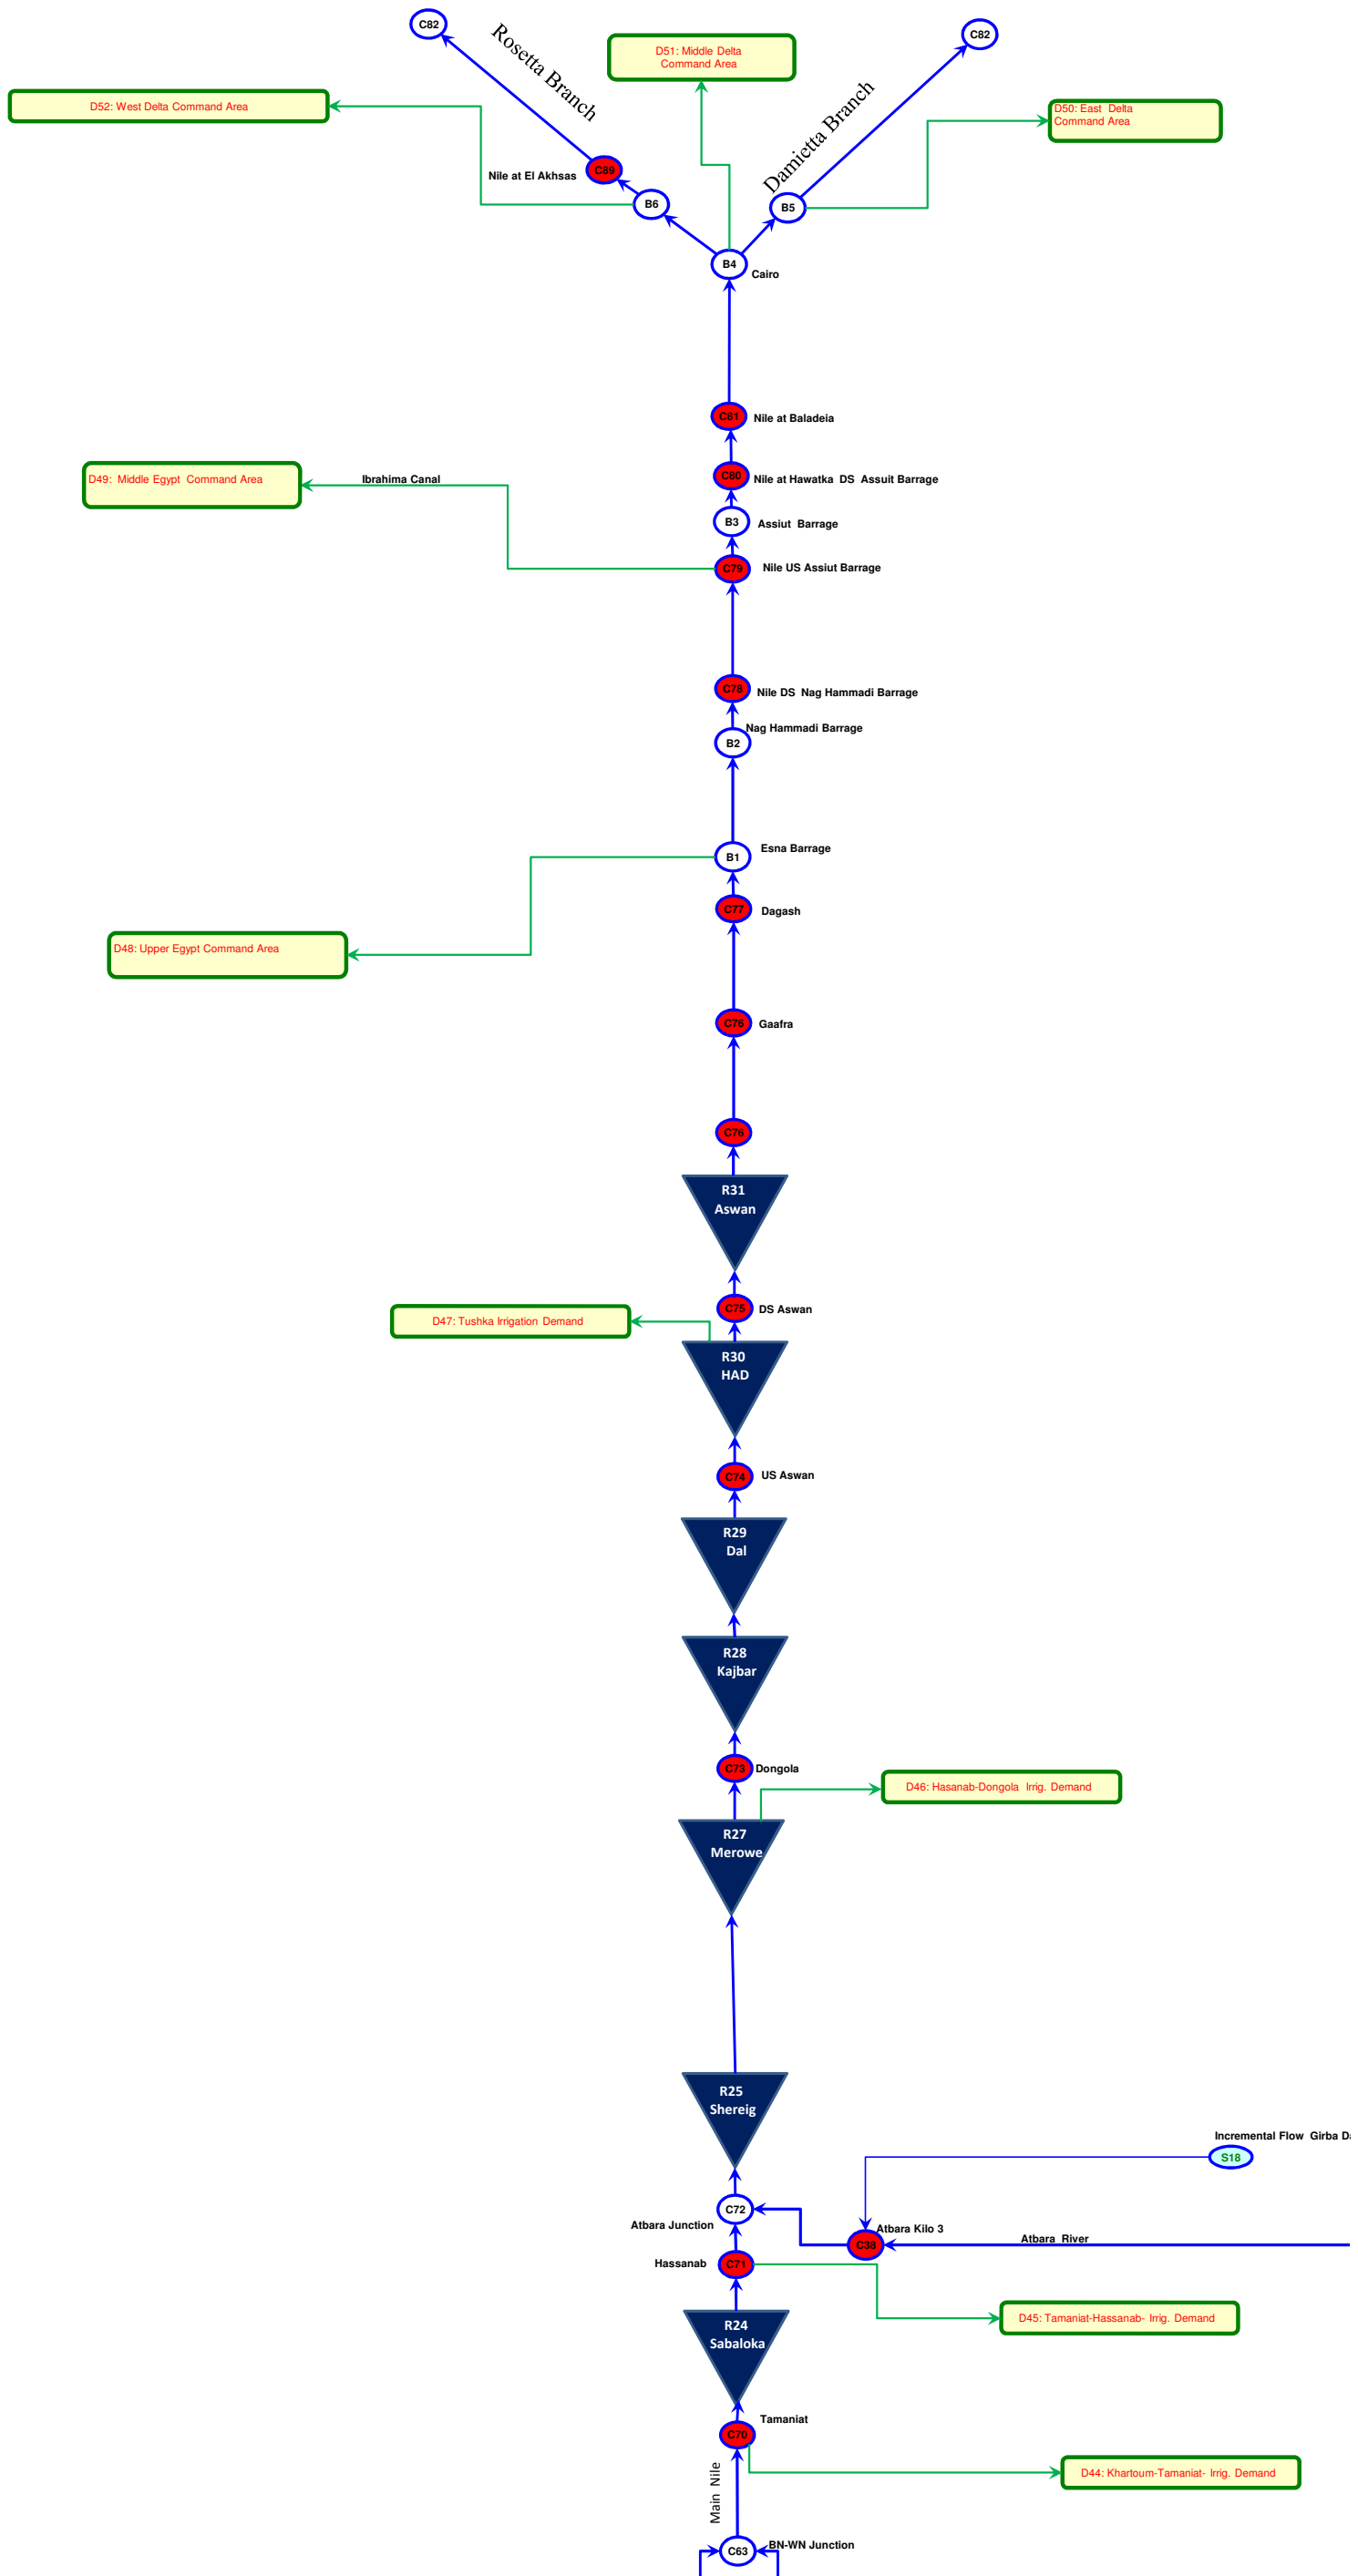 C82
Rosetta Branch
C82
D51: Middle Delta
Command Area
D52: West Delta Command Area
D50: East Delta
Command Area
Damietta Branch
C89
Nile at El Akhsas
B6
B5
B4
Cairo
C81
Nile at Baladeia
D49: Middle Egypt Command Area
Ibrahima Canal
C80
Nile at Hawatka DS Assuit Barrage
B3
Assiut Barrage
C79
Nile US Assiut Barrage
C78
Nile DS Nag Hammadi Barrage
Nag Hammadi Barrage
B2
Esna Barrage
B1
C77
Dagash
D48: Upper Egypt Command Area
C76
Gaafra
C76
R31
Aswan
C75
DS Aswan
D47: Tushka Irrigation Demand
R30
HAD
C74
US Aswan
R29
Dal
R28
Kajbar
C73
Dongola
D46: Hasanab-Dongola Irrig. Demand
R27
Merowe
R25
Shereig
Incremental Flow Girba Da
S18
C72
Atbara Junction
Atbara Kilo 3
C38
Atbara River
Hassanab
C71
D45: Tamaniat-Hassanab- Irrig. Demand
R24
Sabaloka
Tamaniat
C70
D44: Khartoum-Tamaniat- Irrig. Demand
Main Nile
BN-WN Junction
C63